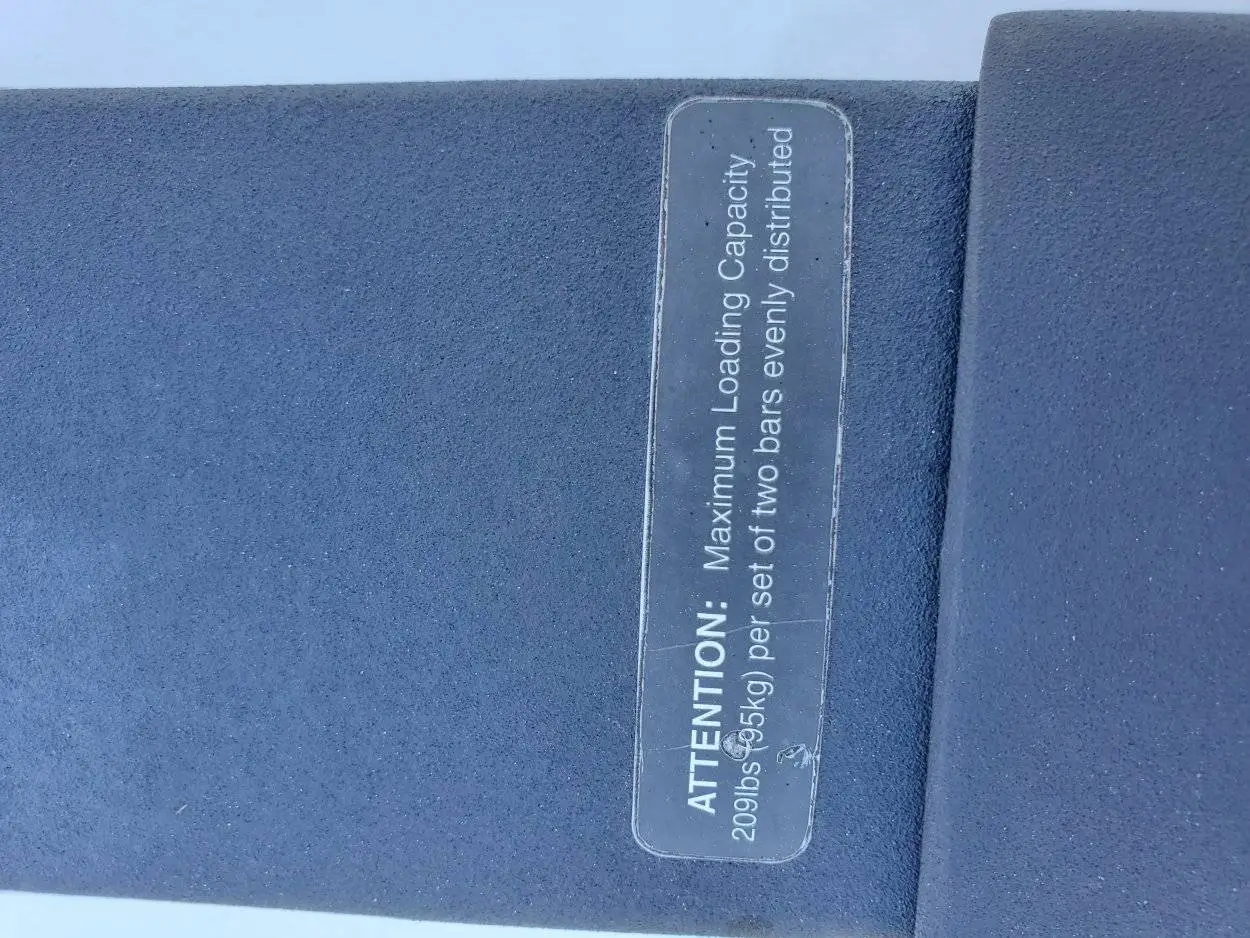 ATTENTION: Maximum Loading Capacity
209lbs (95kg) per set of two bars evenly distributed